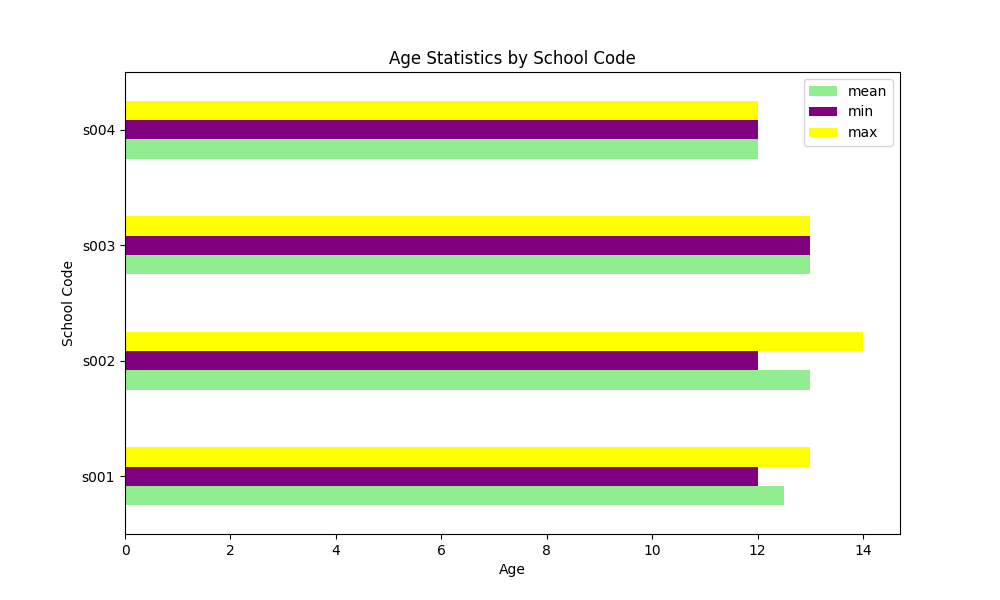 Age Statistics by School Code
mean
min
max
s004
s003
s002
s001
School Code
0 2 4 6 8 10 12 14
Age